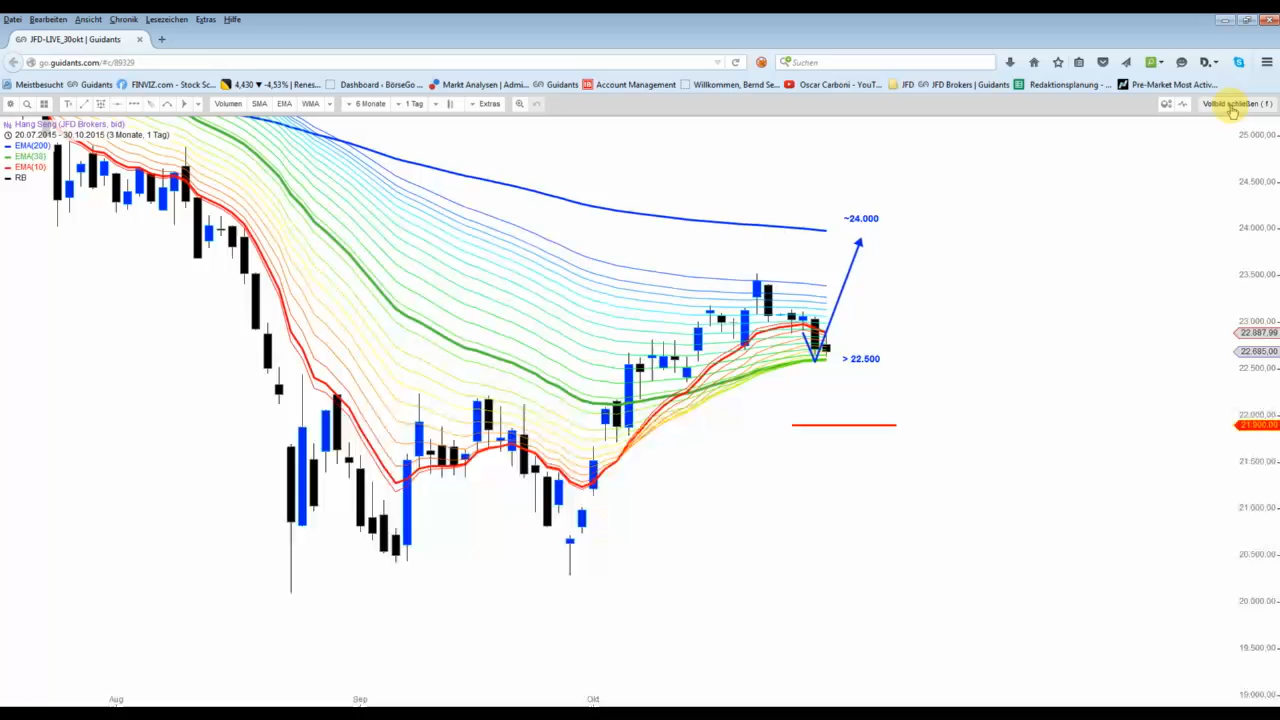 Datei Bearbeiten Ansicht Chronik Lesezeichen Extras Hilfe
JFD-LIVE_30okt | Guidants
go.guidants.com/#c/89329
Suchen
Meistbesucht Guidants FINVIZ.com - Stock Sc... 4,430 ▼ -4,53% | Renes... Dashboard - BörseGo ... Markt Analysen | Admi... Guidants Account Management Willkommen, Bernd Se... Oscar Carboni - YouT... JFD JFD Brokers | Guidants Redaktionsplanung - ... Pre-Market Most Activ...
Volumen SMA EMA WMA 6 Monate 1 Tag Extras Vollbild schließen ( f )
Hang Seng (JFD Brokers, bid)
20.07.2015 - 30.10.2015 (3 Monate, 1 Tag)
EMA(200)
EMA(38)
EMA(10)
RB
25.000,00
24.500,00
~24.000
24.000,00
23.500,00
23.000,00
22.887,99
22.685,00
> 22.500
22.500,00
22.000,00
21.900,00
21.500,00
21.000,00
20.500,00
20.000,00
19.500,00
19.000,00
Aug Sep Okt